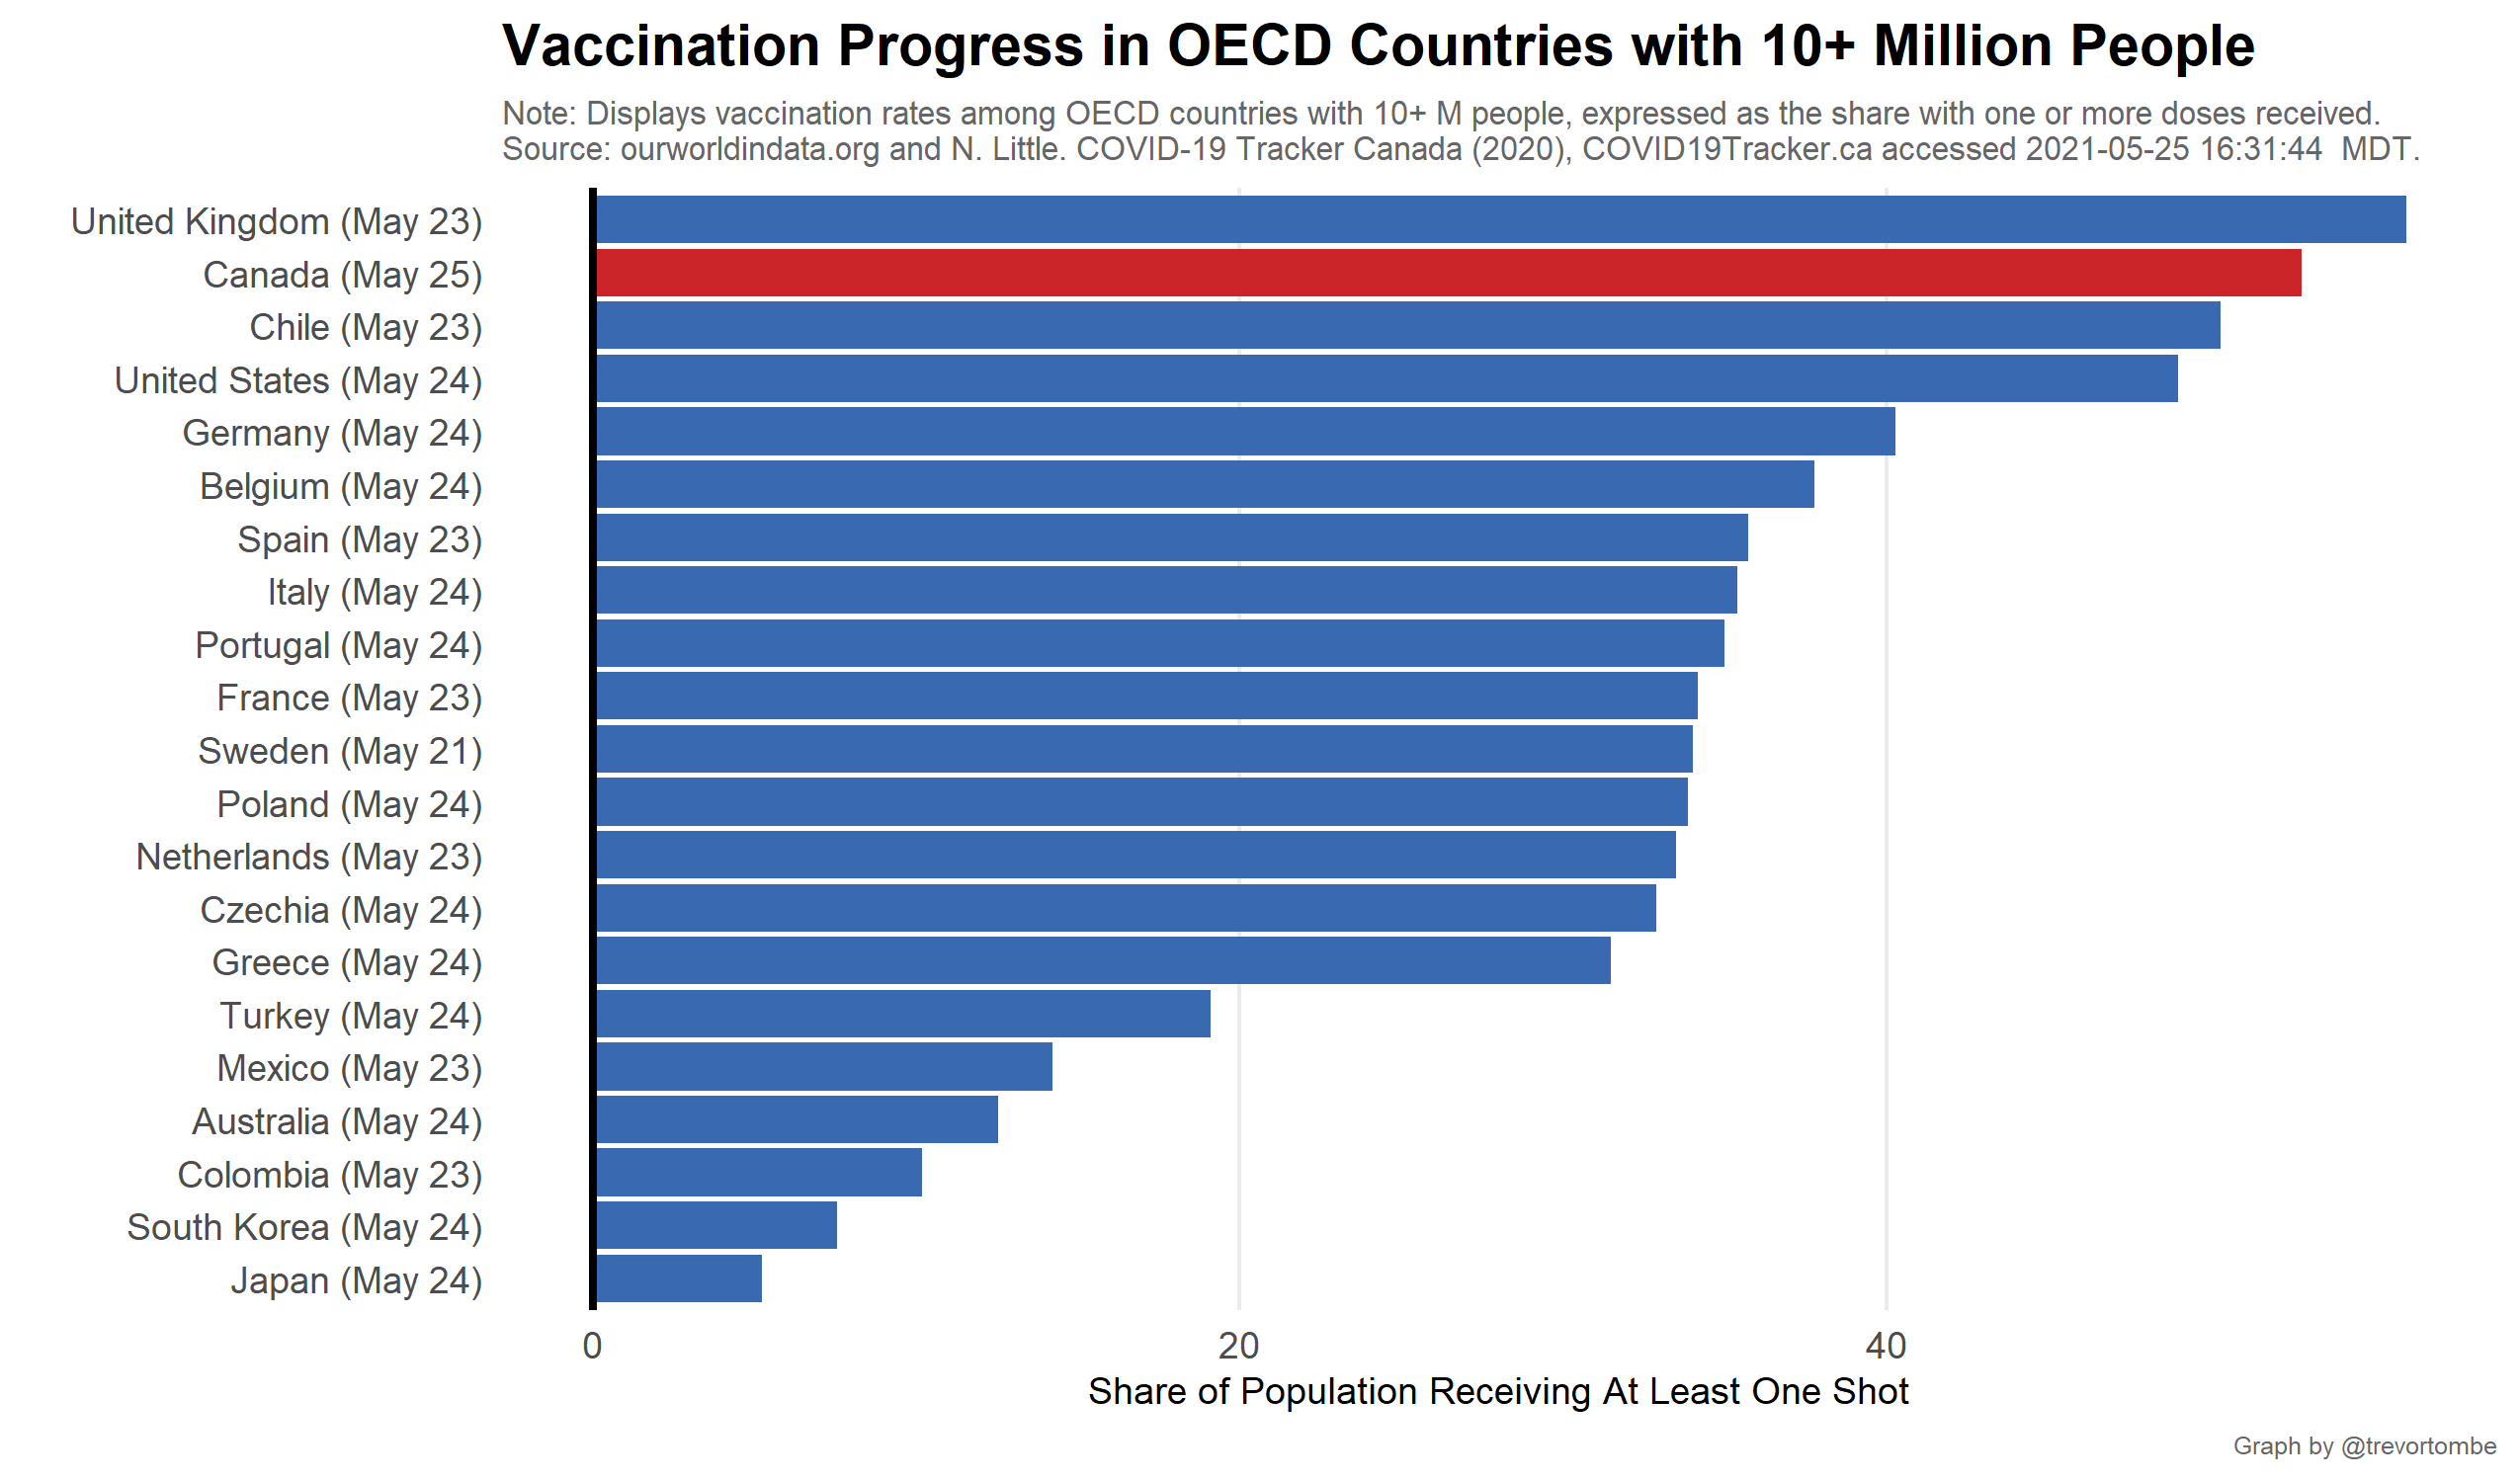 Vaccination Progress in OECD Countries with 10+ Million People
Note: Displays vaccination rates among OECD countries with 10+ M people, expressed as the share with one or more doses received.
Source: ourworldindata.org and N. Little. COVID-19 Tracker Canada (2020), COVID19Tracker.ca accessed 2021-05-25 16:31:44  MDT.
United Kingdom (May 23)
Canada (May 25)
Chile (May 23)
United States (May 24)
Germany (May 24)
Belgium (May 24)
Spain (May 23)
Italy (May 24)
Portugal (May 24)
France (May 23)
Sweden (May 21)
Poland (May 24)
Netherlands (May 23)
Czechia (May 24)
Greece (May 24)
Turkey (May 24)
Mexico (May 23)
Australia (May 24)
Colombia (May 23)
South Korea (May 24)
Japan (May 24)
0 20 40
Share of Population Receiving At Least One Shot
Graph by @trevortombe